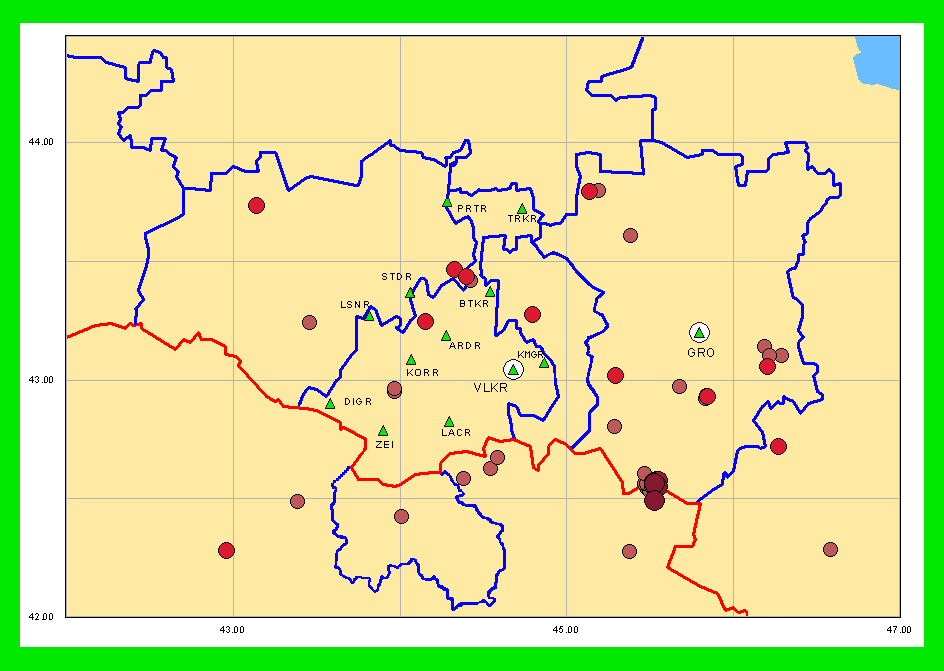 44.00
PRTR
TRKR
STDR
LSNR
BTKR
ARDR
KMGR
GRO
KORR
VLKR
43.00
DIGR
LACR
ZEI
42.00
43.00
45.00
47.00